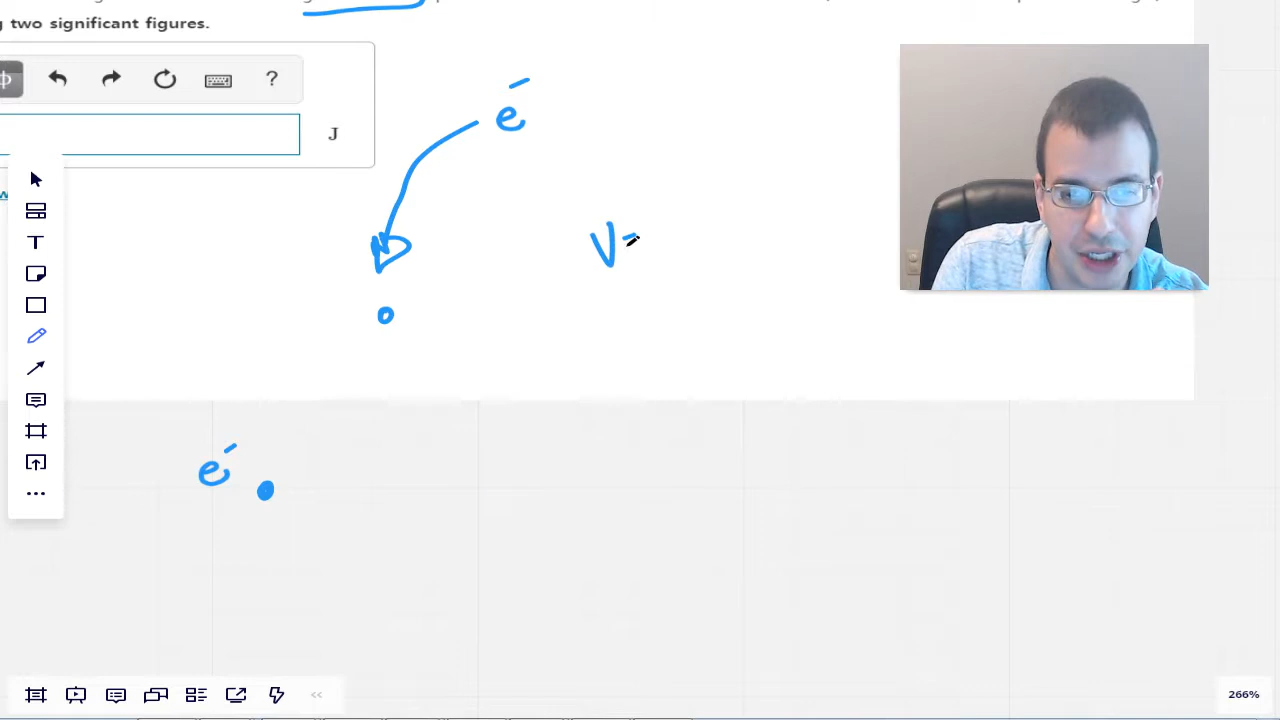 two significant figures.
?
J
e⁻
V=
T
e⁻
266%